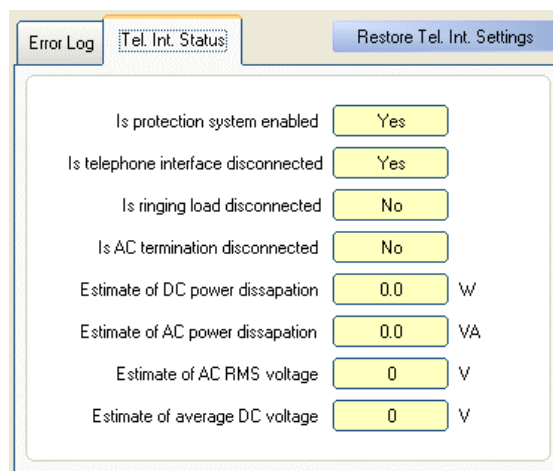 Error Log
Tel. Int. Status
Restore Tel. Int. Settings
Is protection system enabled Yes
Is telephone interface disconnected Yes
Is ringing load disconnected No
Is AC termination disconnected No
Estimate of DC power dissapation 0.0 W
Estimate of AC power dissapation 0.0 VA
Estimate of AC RMS voltage 0 V
Estimate of average DC voltage 0 V